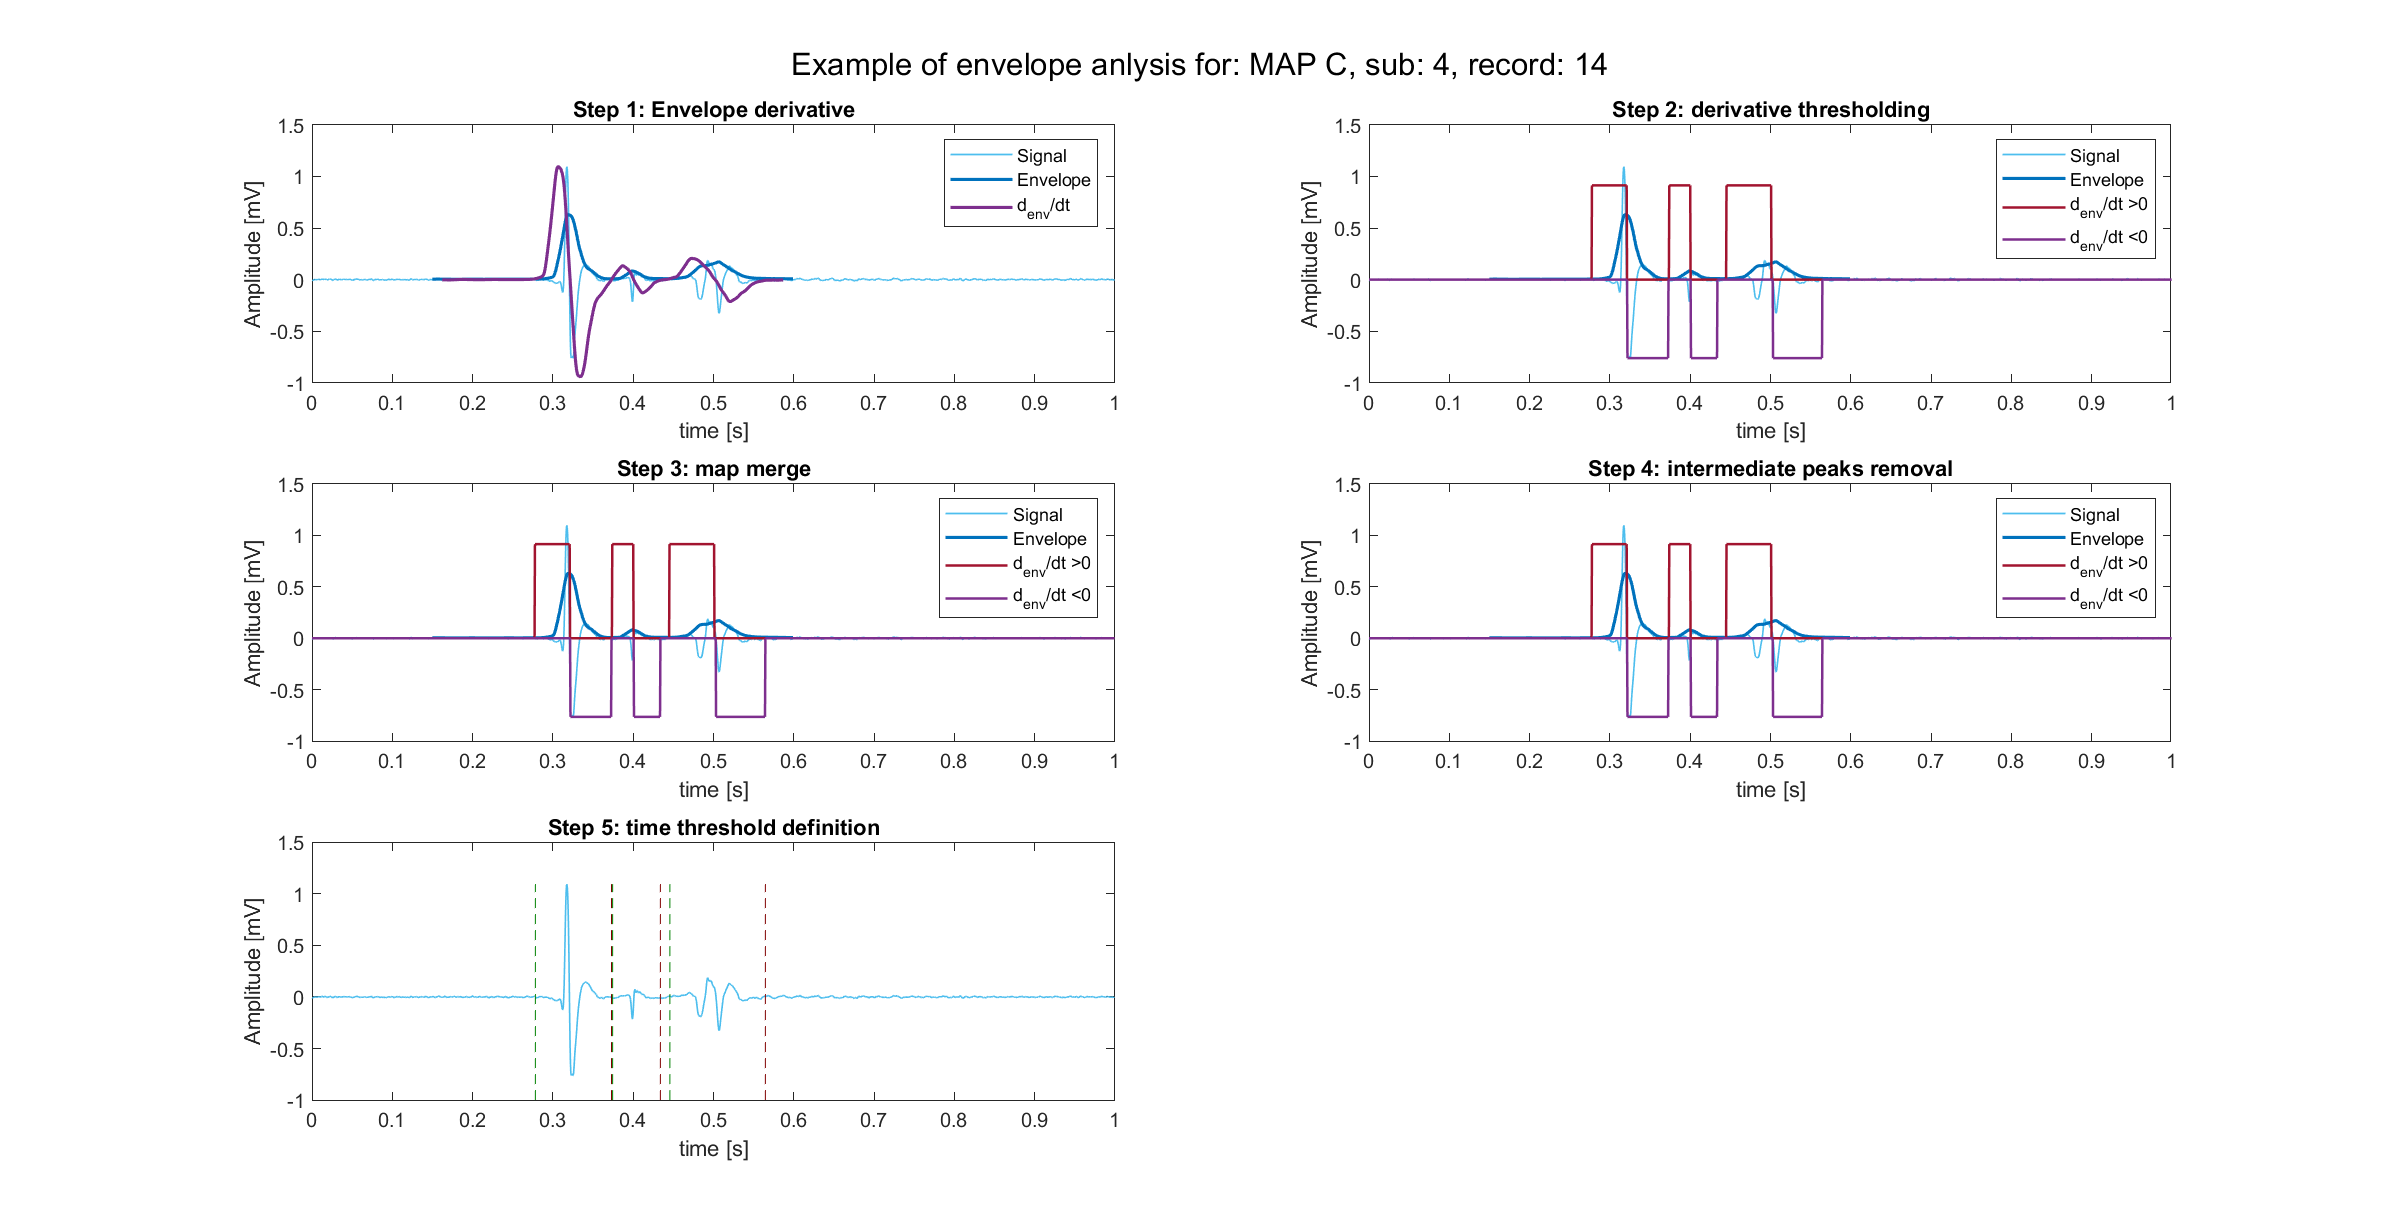 Example of envelope anlysis for: MAP C, sub: 4, record: 14
Step 1: Envelope derivative
1.5
1
0.5
0
-0.5
-1
Amplitude [mV]
0 0.1 0.2 0.3 0.4 0.5 0.6 0.7 0.8 0.9 1
time [s]
Signal
Envelope
d_env/dt
Step 2: derivative thresholding
1.5
1
0.5
0
-0.5
-1
Amplitude [mV]
0 0.1 0.2 0.3 0.4 0.5 0.6 0.7 0.8 0.9 1
time [s]
Signal
Envelope
d_env/dt >0
d_env/dt <0
Step 3: map merge
1.5
1
0.5
0
-0.5
-1
Amplitude [mV]
0 0.1 0.2 0.3 0.4 0.5 0.6 0.7 0.8 0.9 1
time [s]
Signal
Envelope
d_env/dt >0
d_env/dt <0
Step 4: intermediate peaks removal
1.5
1
0.5
0
-0.5
-1
Amplitude [mV]
0 0.1 0.2 0.3 0.4 0.5 0.6 0.7 0.8 0.9 1
time [s]
Signal
Envelope
d_env/dt >0
d_env/dt <0
Step 5: time threshold definition
1.5
1
0.5
0
-0.5
-1
Amplitude [mV]
0 0.1 0.2 0.3 0.4 0.5 0.6 0.7 0.8 0.9 1
time [s]